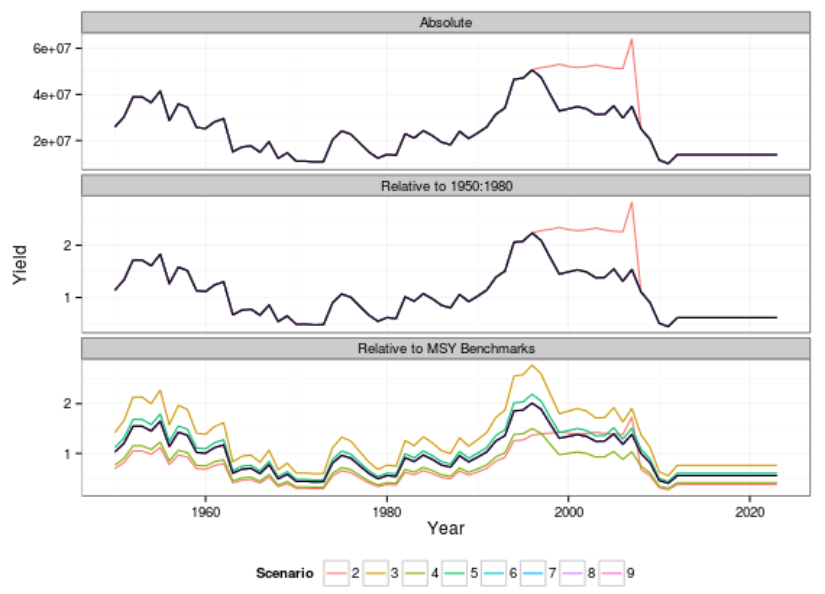 Absolute
6e+07
4e+07
2e+07
Relative to 1950:1980
2
1
Yield
Relative to MSY Benchmarks
2
1
1960 1980 2000 2020
Year
Scenario 2 3 4 5 6 7 8 9